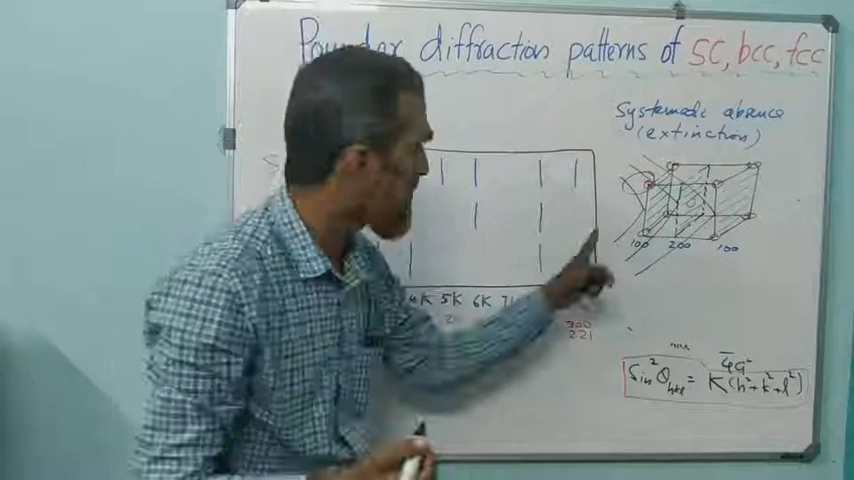 Powder diffraction patterns of SC, bcc, fcc
Systematic absence
(extinction)
100 200 100
4K 5K 6K
300
221
4a²
Sin²θhkl = K(h²+k²+l²)